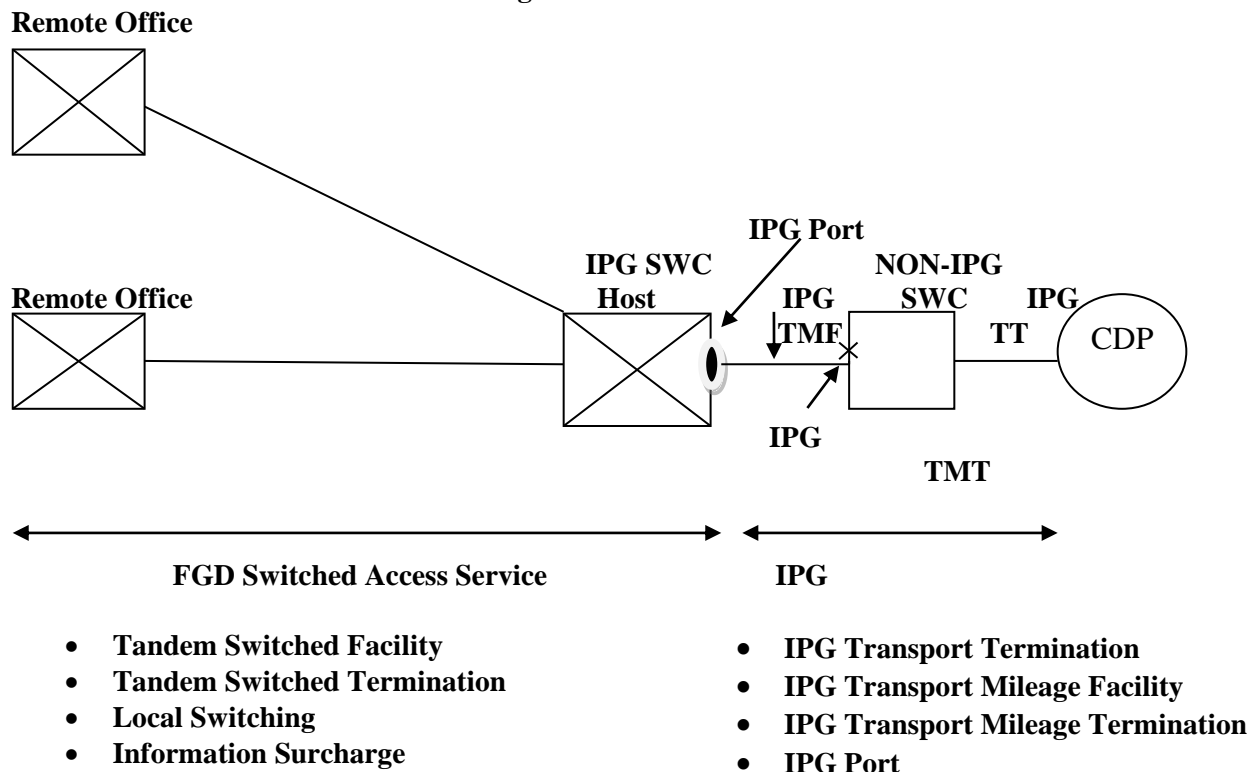 Remote Office
IPG Port
IPG SWC
Host
NON-IPG
SWC
Remote Office
IPG
TMF
IPG
TT
CDP
IPG
TMT
FGD Switched Access Service
IPG
• Tandem Switched Facility
• Tandem Switched Termination
• Local Switching
• Information Surcharge
• IPG Transport Termination
• IPG Transport Mileage Facility
• IPG Transport Mileage Termination
• IPG Port